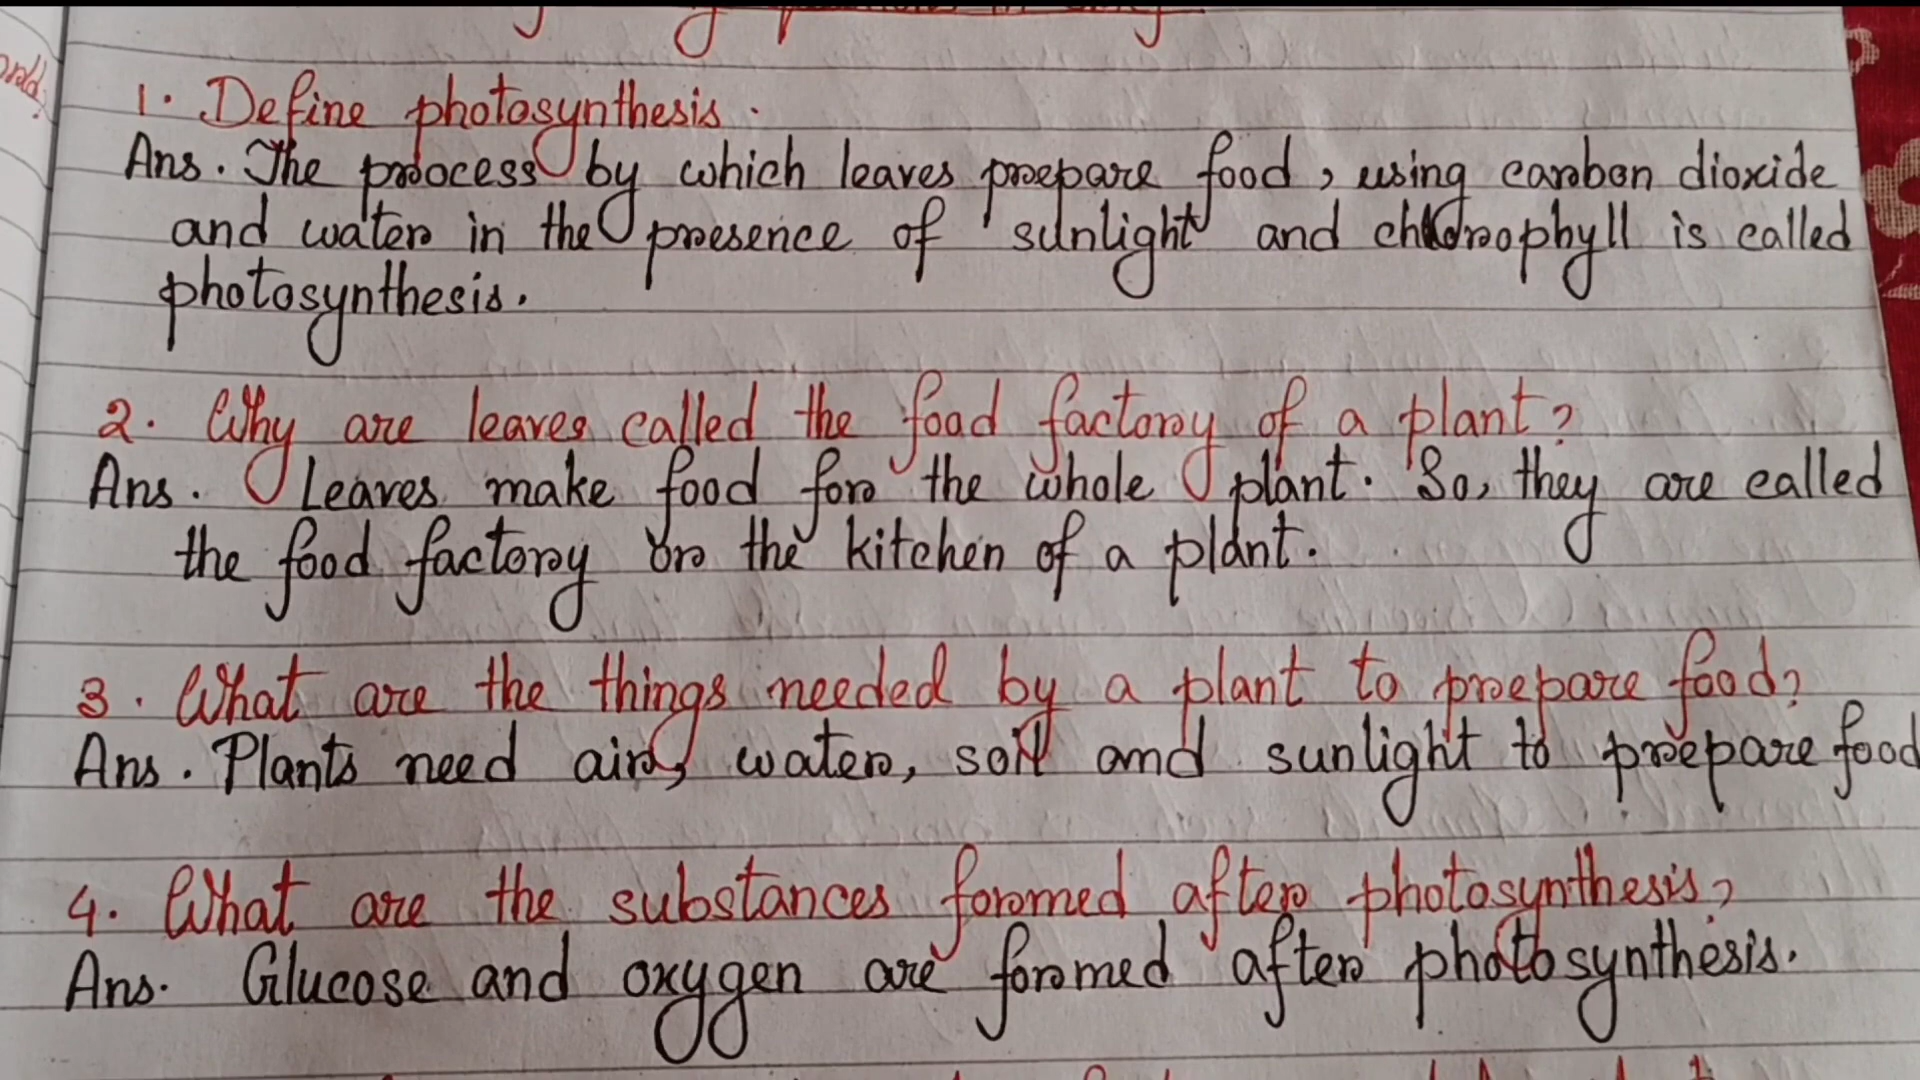 1. Define photosynthesis.
Ans. The process by which leaves prepare food, using carbon dioxide
and water in the presence of sunlight and chlorophyll is called
photosynthesis.
2. Why are leaves called the food factory of a plant?
Ans. Leaves make food for the whole plant. So, they are called
the food factory or the kitchen of a plant.
3. What are the things needed by a plant to prepare food?
Ans. Plants need air, water, soil and sunlight to prepare food
4. What are the substances formed after photosynthesis?
Ans. Glucose and oxygen are formed after photosynthesis.